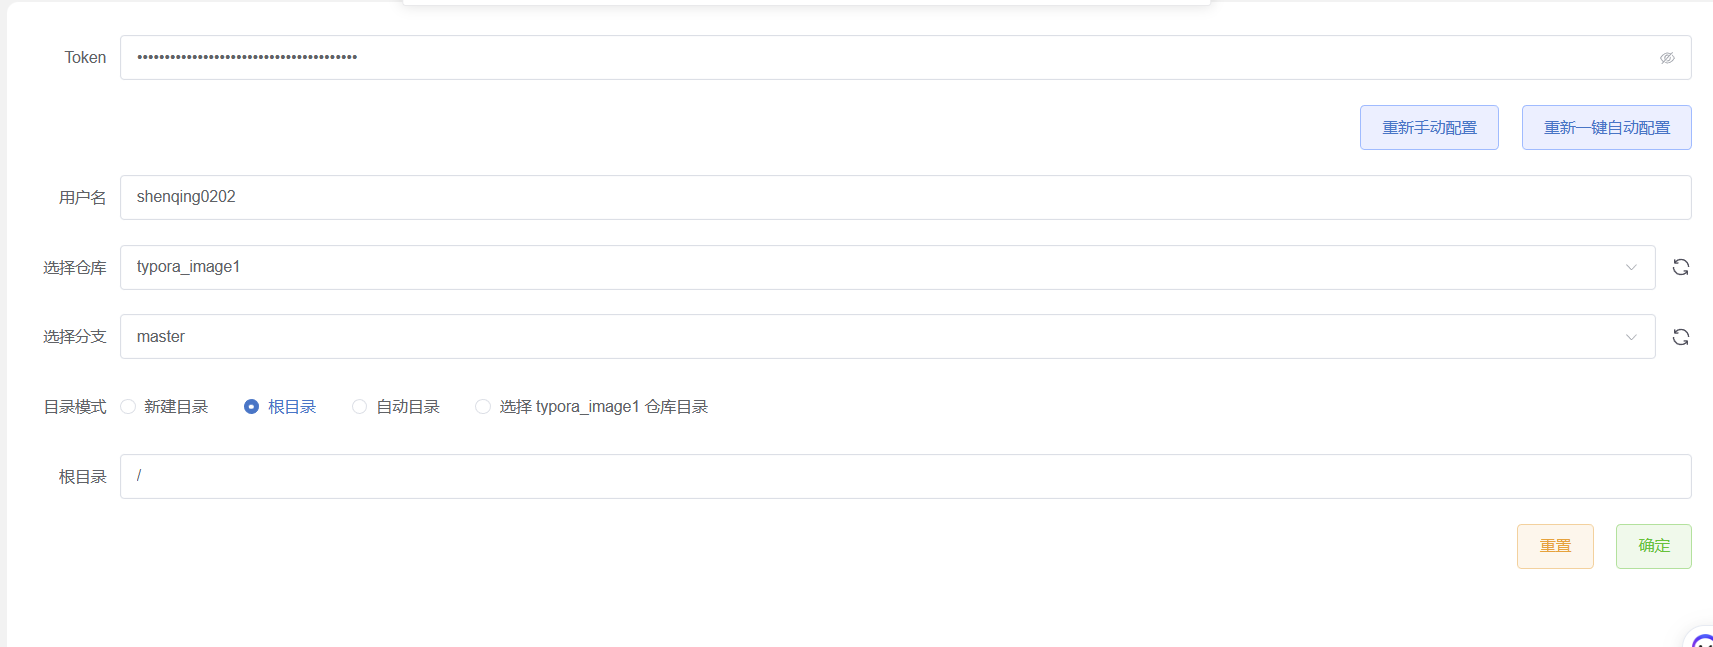 Token
••••••••••••••••••••••••••••••••••••••••
重新手动配置 重新一键自动配置
用户名 shenqing0202
选择仓库 typora_image1
选择分支 master
目录模式 新建目录 根目录 自动目录 选择 typora_image1 仓库目录
根目录 /
重置 确定